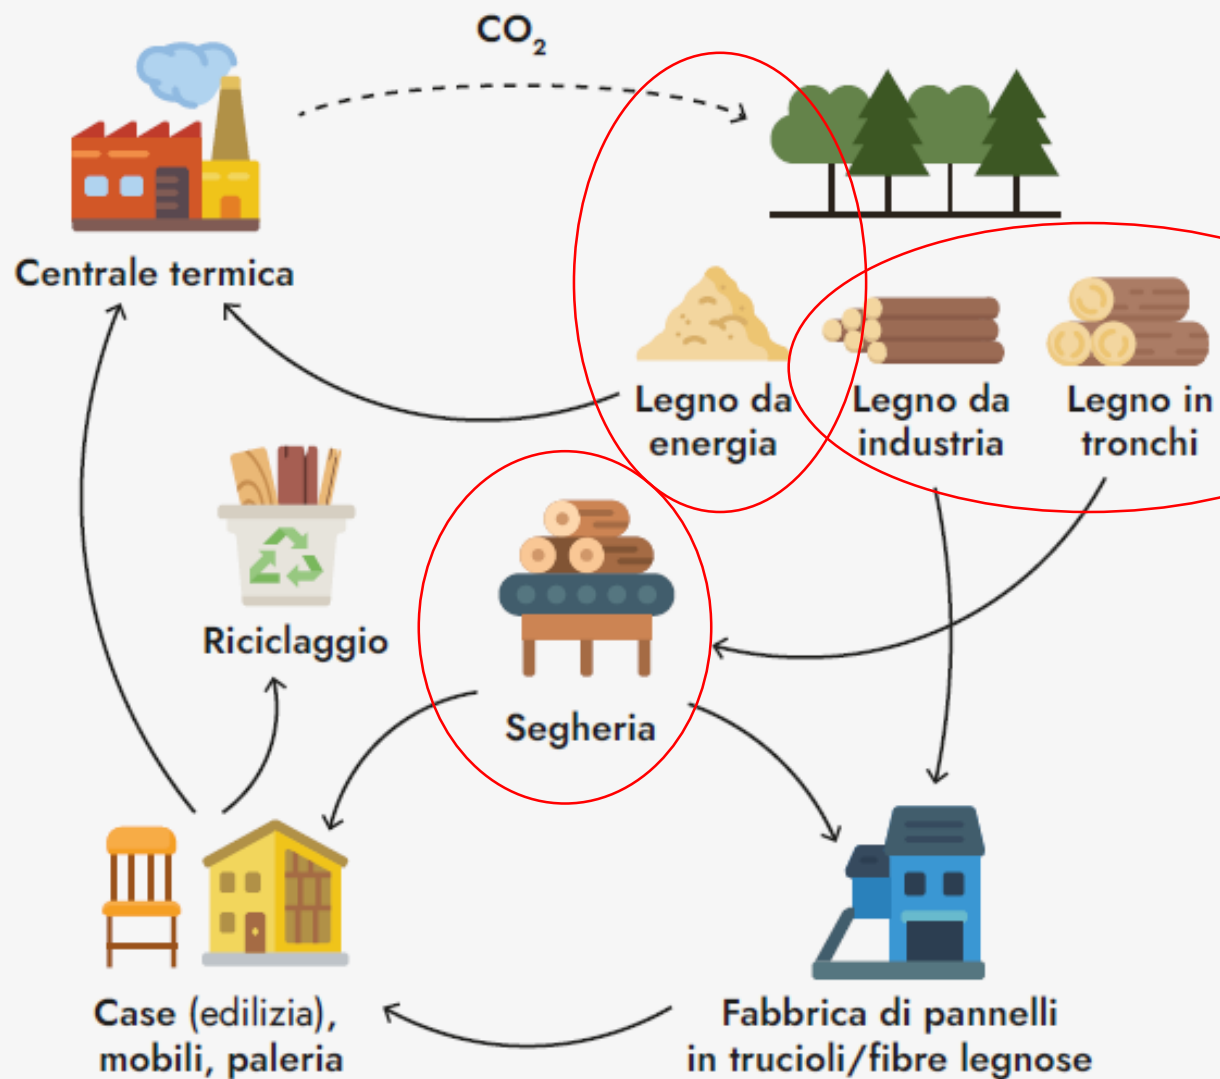 CO₂
Centrale termica
Legno da
energia
Legno da
industria
Legno in
tronchi
Riciclaggio
Segheria
Case (edilizia),
mobili, paleria
Fabbrica di pannelli
in trucioli/fibre legnose